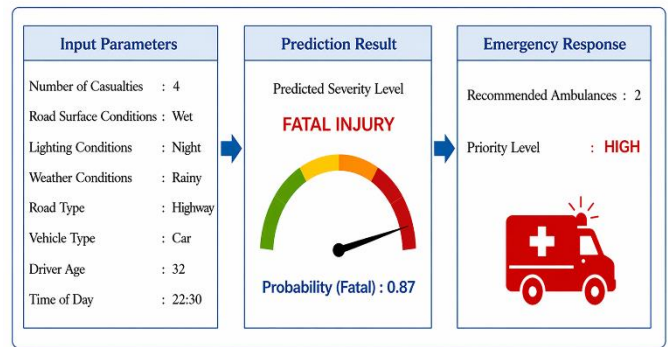 Input Parameters
Number of Casualties : 4
Road Surface Conditions : Wet
Lighting Conditions : Night
Weather Conditions : Rainy
Road Type : Highway
Vehicle Type : Car
Driver Age : 32
Time of Day : 22:30
Prediction Result
Predicted Severity Level
FATAL INJURY
Probability (Fatal) : 0.87
Emergency Response
Recommended Ambulances : 2
Priority Level : HIGH